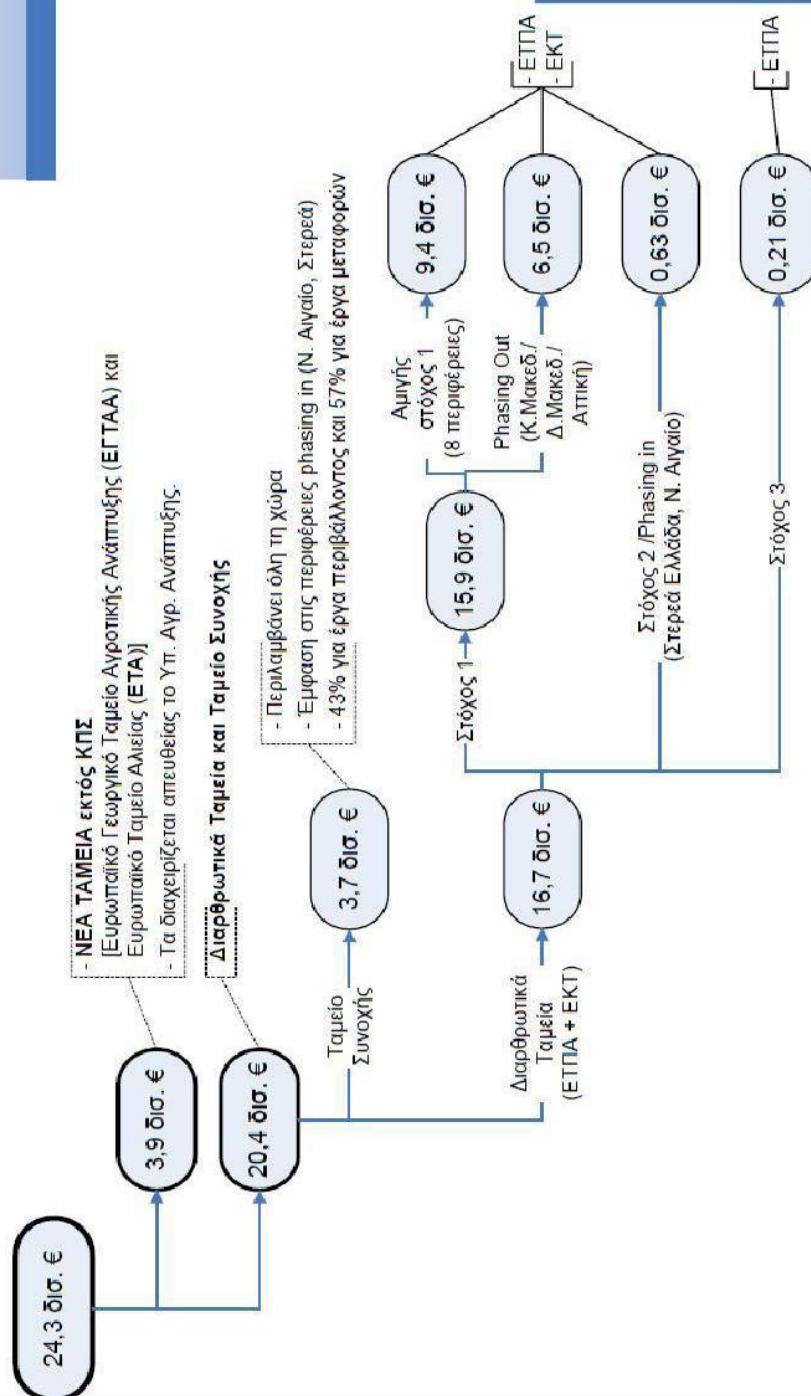 24,3 δισ. €
3,9 δισ. €
- ΝΕΑ ΤΑΜΕΙΑ εκτός ΚΠΣ
[Ευρωπαϊκό Γεωργικό Ταμείο Αγροτικής Ανάπτυξης (ΕΓΤΑΑ) και
Ευρωπαϊκό Ταμείο Αλιείας (ΕΤΑ)]
- Τα διαχειρίζεται απευθείας το Υπ. Αγρ. Ανάπτυξης.
20,4 δισ. €
Διαρθρωτικά Ταμεία και Ταμείο Συνοχής
Ταμείο
Συνοχής
3,7 δισ. €
- Περιλαμβάνει όλη τη χώρα
- Έμφαση στις περιφέρειες phasing in (Ν. Αιγαίο, Στερεά)
- 43% για έργα περιβάλλοντος και 57% για έργα μεταφορών
Διαρθρωτικά
Ταμεία
(ΕΤΠΑ + ΕΚΤ)
16,7 δισ. €
Στόχος 1
15,9 δισ. €
Αμιγής
στόχος 1
(8 περιφέρειες)
9,4 δισ. €
Phasing Out
(Κ.Μακεδ./
Δ.Μακεδ./
Αττική)
6,5 δισ. €
- ΕΤΠΑ
- ΕΚΤ
Στόχος 2 /Phasing in
(Στερεά Ελλάδα, Ν. Αιγαίο)
0,63 δισ. €
Στόχος 3
0,21 δισ. €
- ΕΤΠΑ